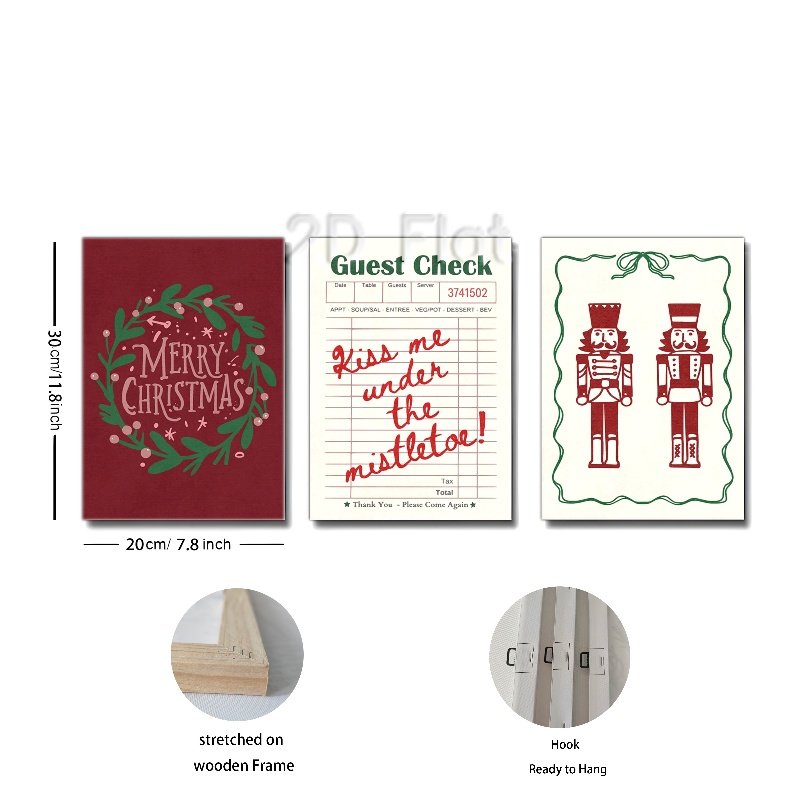 2D Flat
30cm/11.8inch
MERRY
CHRISTMAS
Guest Check
Date Table Guests Server
3741502
APPT - SOUP/SAL - ENTREE - VEG/POT - DESSERT - BEV
Kiss me
under
the
mistletoe!
Tax
Total
★ Thank You - Please Come Again ★
20cm/ 7.8 inch
stretched on
wooden Frame
Hook
Ready to Hang